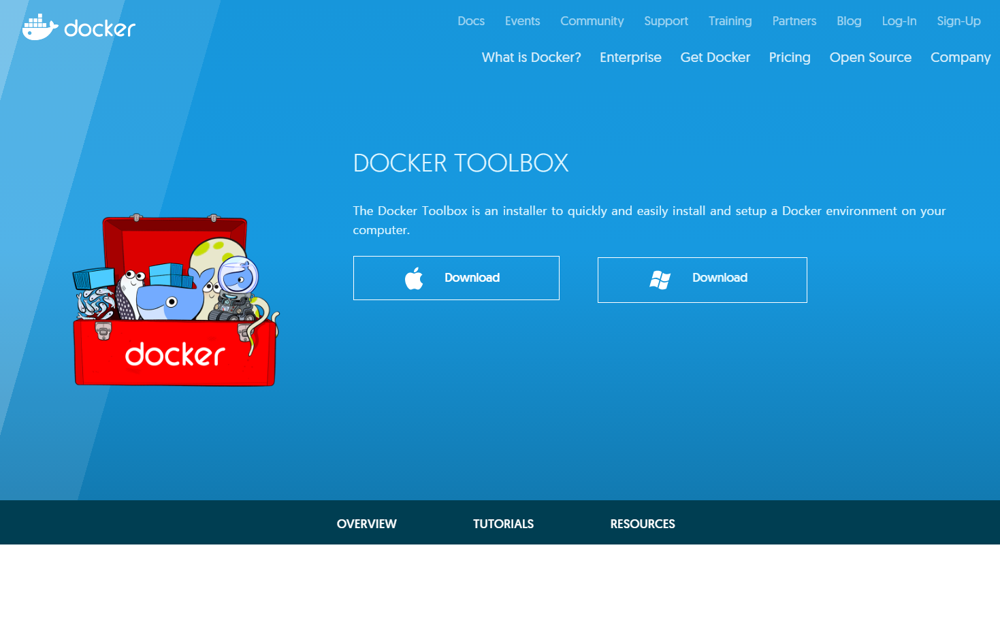 docker
Docs Events Community Support Training Partners Blog Log-In Sign-Up
What is Docker? Enterprise Get Docker Pricing Open Source Company
DOCKER TOOLBOX
The Docker Toolbox is an installer to quickly and easily install and setup a Docker environment on your
computer.
Download Download
docker
OVERVIEW TUTORIALS RESOURCES